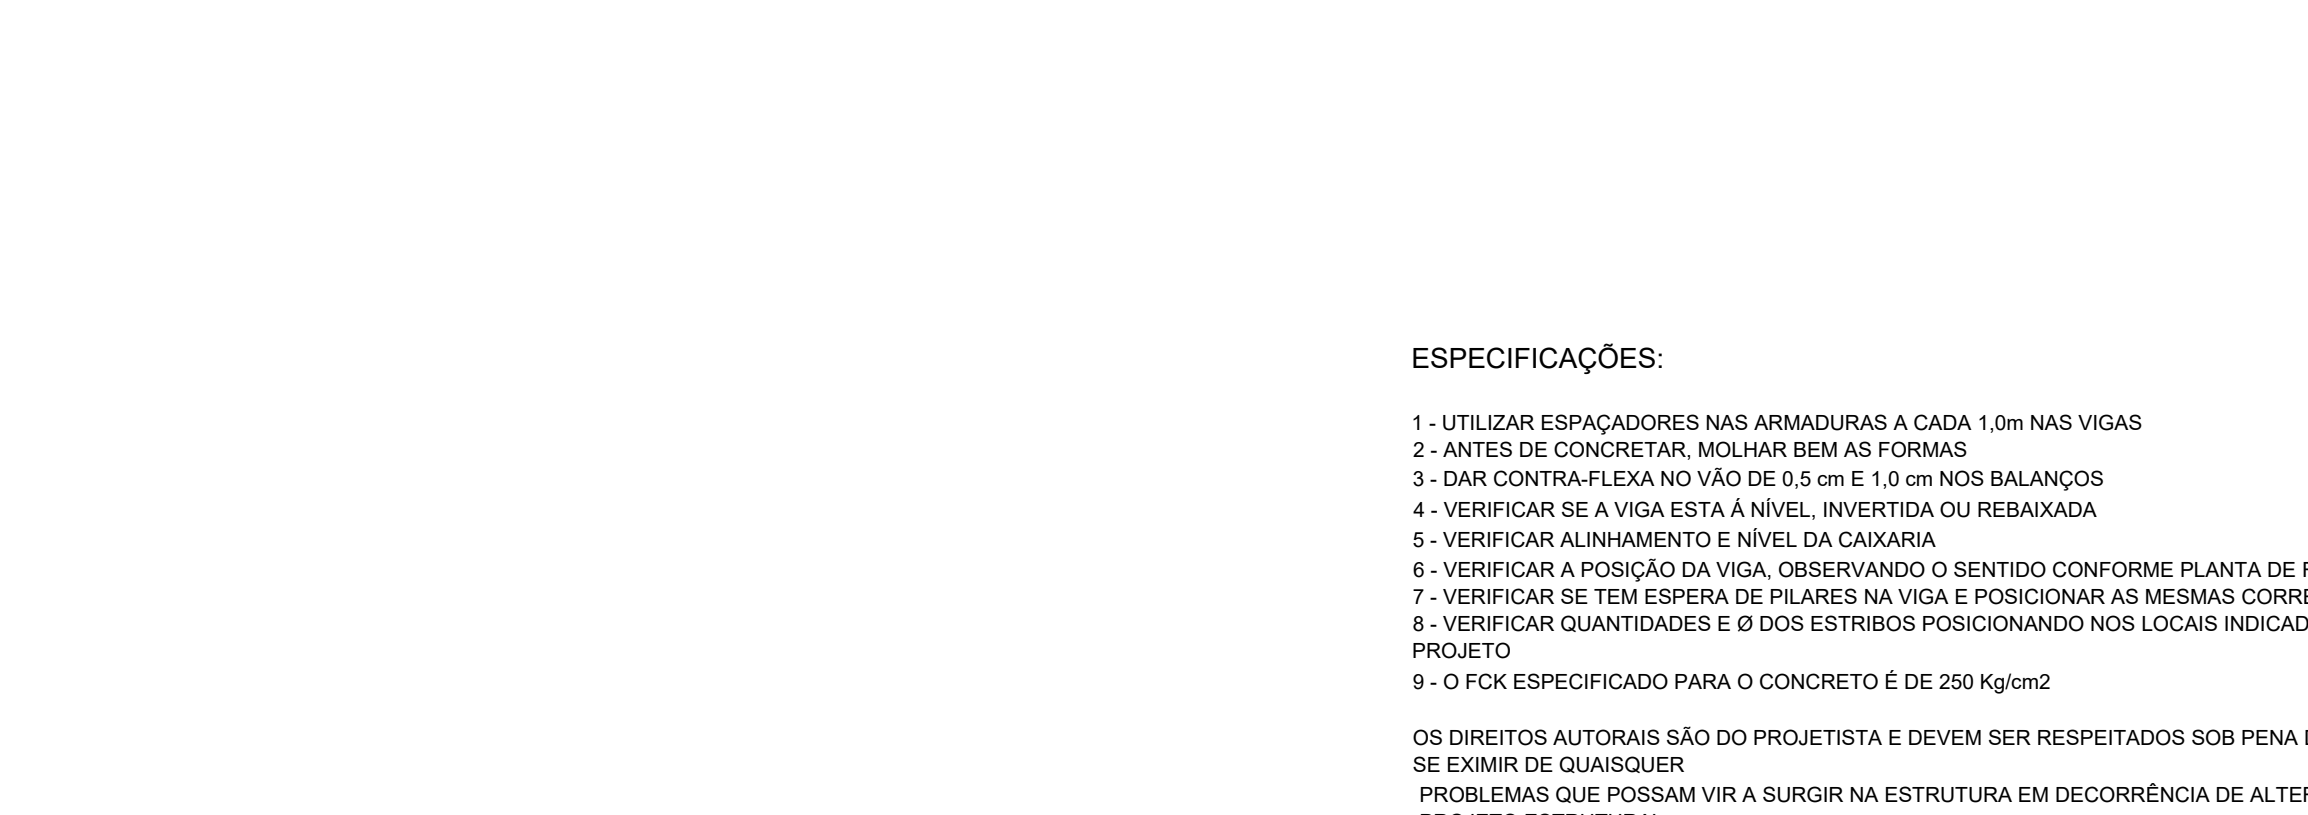 ESPECIFICAÇÕES:
1 - UTILIZAR ESPAÇADORES NAS ARMADURAS A CADA 1,0m NAS VIGAS
2 - ANTES DE CONCRETAR, MOLHAR BEM AS FORMAS
3 - DAR CONTRA-FLEXA NO VÃO DE 0,5 cm E 1,0 cm NOS BALANÇOS
4 - VERIFICAR SE A VIGA ESTA Á NÍVEL, INVERTIDA OU REBAIXADA
5 - VERIFICAR ALINHAMENTO E NÍVEL DA CAIXARIA
6 - VERIFICAR A POSIÇÃO DA VIGA, OBSERVANDO O SENTIDO CONFORME PLANTA DE
7 - VERIFICAR SE TEM ESPERA DE PILARES NA VIGA E POSICIONAR AS MESMAS
8 - VERIFICAR QUANTIDADES E Ø DOS ESTRIBOS POSICIONANDO NOS LOCAIS
PROJETO
9 - O FCK ESPECIFICADO PARA O CONCRETO É DE 250 Kg/cm2
OS DIREITOS AUTORAIS SÃO DO PROJETISTA E DEVEM SER RESPEITADOS SOB PENA
SE EXIMIR DE QUAISQUER
PROBLEMAS QUE POSSAM VIR A SURGIR NA ESTRUTURA EM DECORRÊNCIA DE